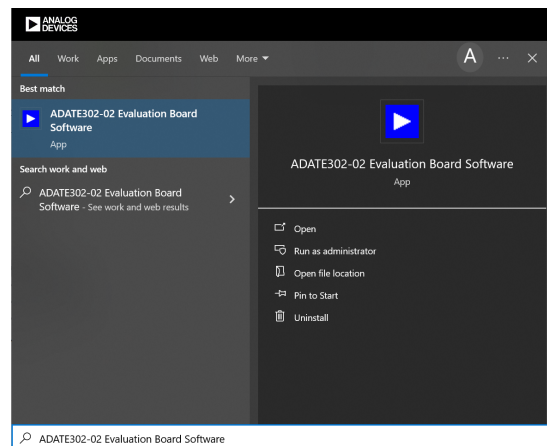 ANALOG
DEVICES
All Work Apps Documents Web More
A ...
Best match
ADATE302-02 Evaluation Board
Software
App
Search work and web
ADATE302-02 Evaluation Board
Software - See work and web results
ADATE302-02 Evaluation Board Software
App
Open
Run as administrator
Open file location
Pin to Start
Uninstall
ADATE302-02 Evaluation Board Software